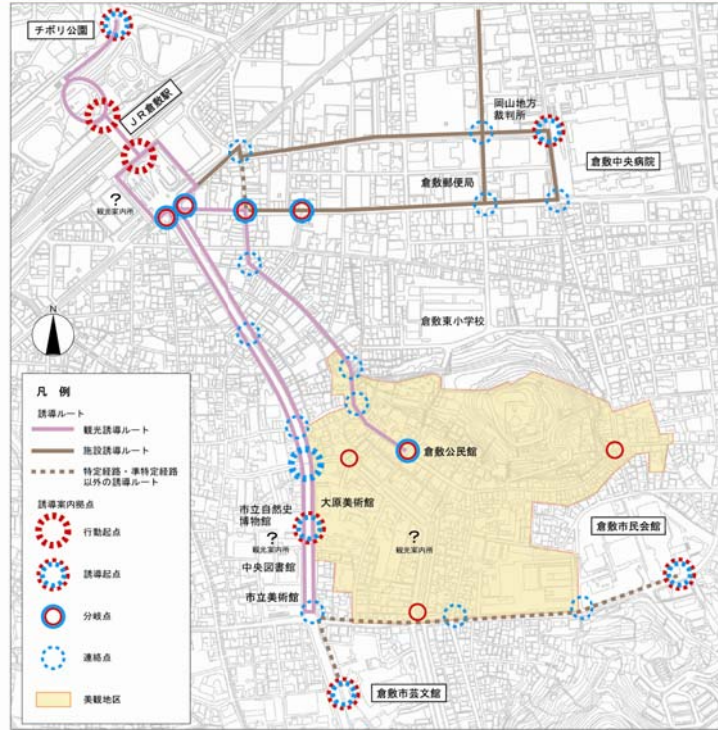 チボリ公園
JR倉敷駅
岡山地方
裁判所
倉敷中央病院
倉敷郵便局
?
観光案内所
N
倉敷東小学校
凡 例
誘導ルート
観光誘導ルート
施設誘導ルート
特定経路・準特定経路
以外の誘導ルート
誘導案内拠点
行動起点
誘導起点
分岐点
連絡点
美観地区
倉敷公民館
大原美術館
市立自然史
博物館
?
観光案内所
?
観光案内所
中央図書館
市立美術館
倉敷市民会館
倉敷市芸文館